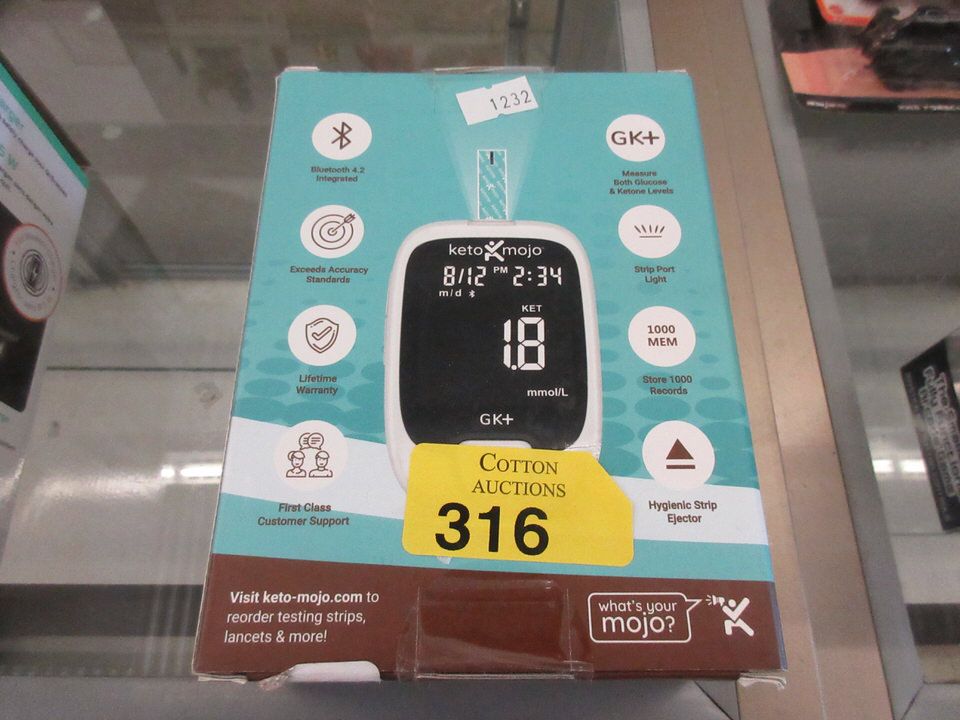 1232
Bluetooth 4.2
Integrated
Exceeds Accuracy
Standards
Lifetime
Warranty
First Class
Customer Support
keto mojo
8/12 PM 2:34
m/d
KET
1.8
mmol/L
GK+
GK+
Measure
Both Glucose
& Ketone Levels
Strip Port
Light
1000
MEM
Store 1000
Records
Hygienic Strip
Ejector
COTTON
AUCTIONS
316
Visit keto-mojo.com to
reorder testing strips,
lancets & more!
what's your
mojo?